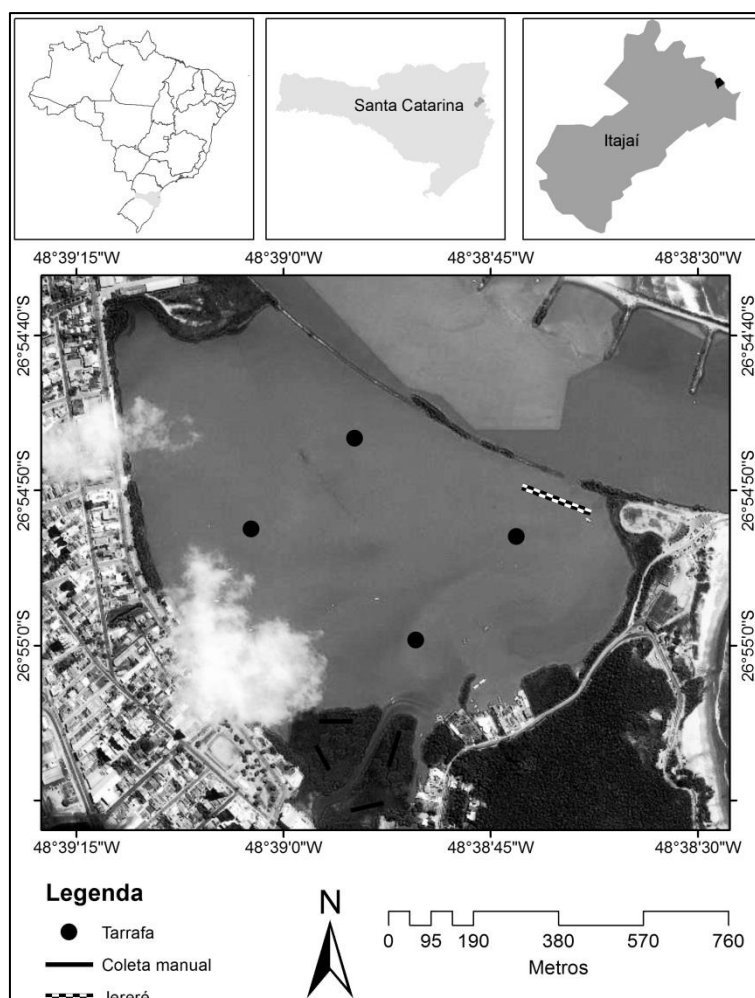 Santa Catarina
Itajaí
48°39'15"W 48°39'0"W 48°38'45"W 48°38'30"W
26°54'40"S 26°54'40"S
26°54'50"S 26°54'50"S
26°55'0"S 26°55'0"S
48°39'15"W 48°39'0"W 48°38'45"W 48°38'30"W
Legenda
Tarrafa
Coleta manual
Jereré
N
0 95 190 380 570 760
Metros